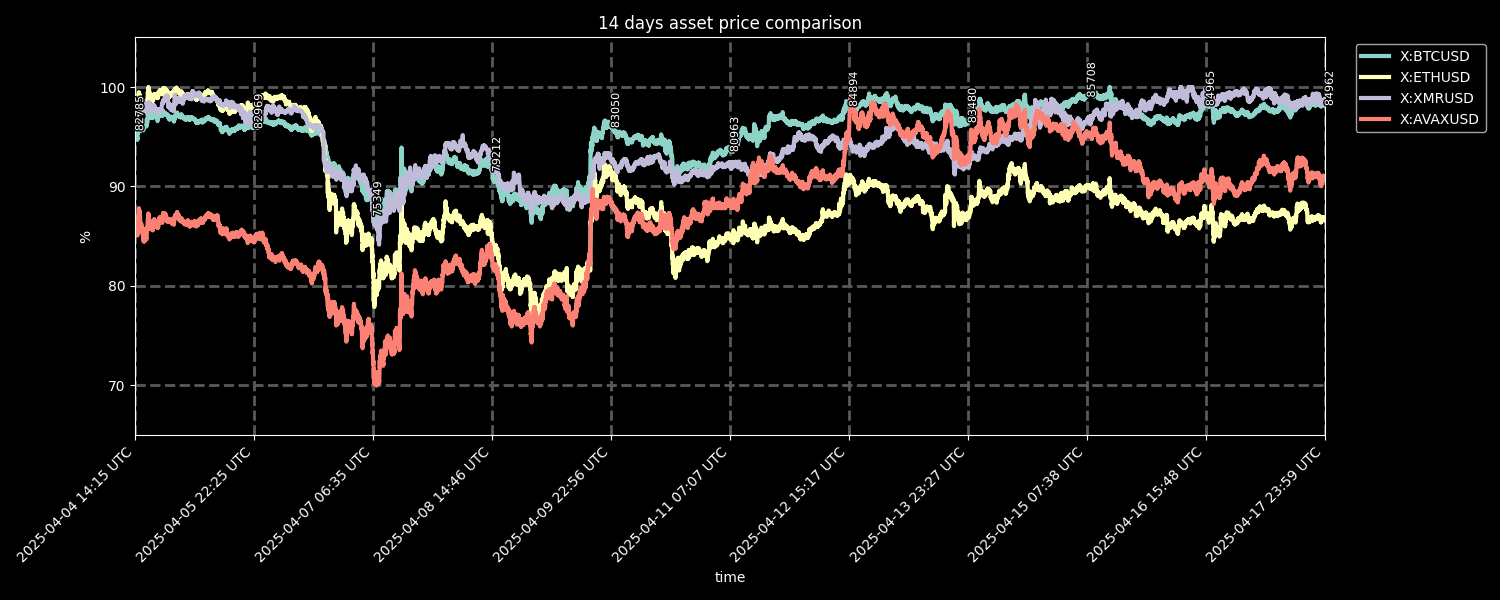 14 days asset price comparison
X:BTCUSD
X:ETHUSD
X:XMRUSD
X:AVAXUSD
%
100
90
80
70
82969
75349
79212
83050
80963
84894
83480
85708
84965
84962
2025-04-04 14:15 UTC
2025-04-05 22:25 UTC
2025-04-07 06:35 UTC
2025-04-08 14:46 UTC
2025-04-09 22:56 UTC
2025-04-11 07:07 UTC
2025-04-12 15:17 UTC
2025-04-13 23:27 UTC
2025-04-15 07:38 UTC
2025-04-16 15:48 UTC
2025-04-17 23:59 UTC
time